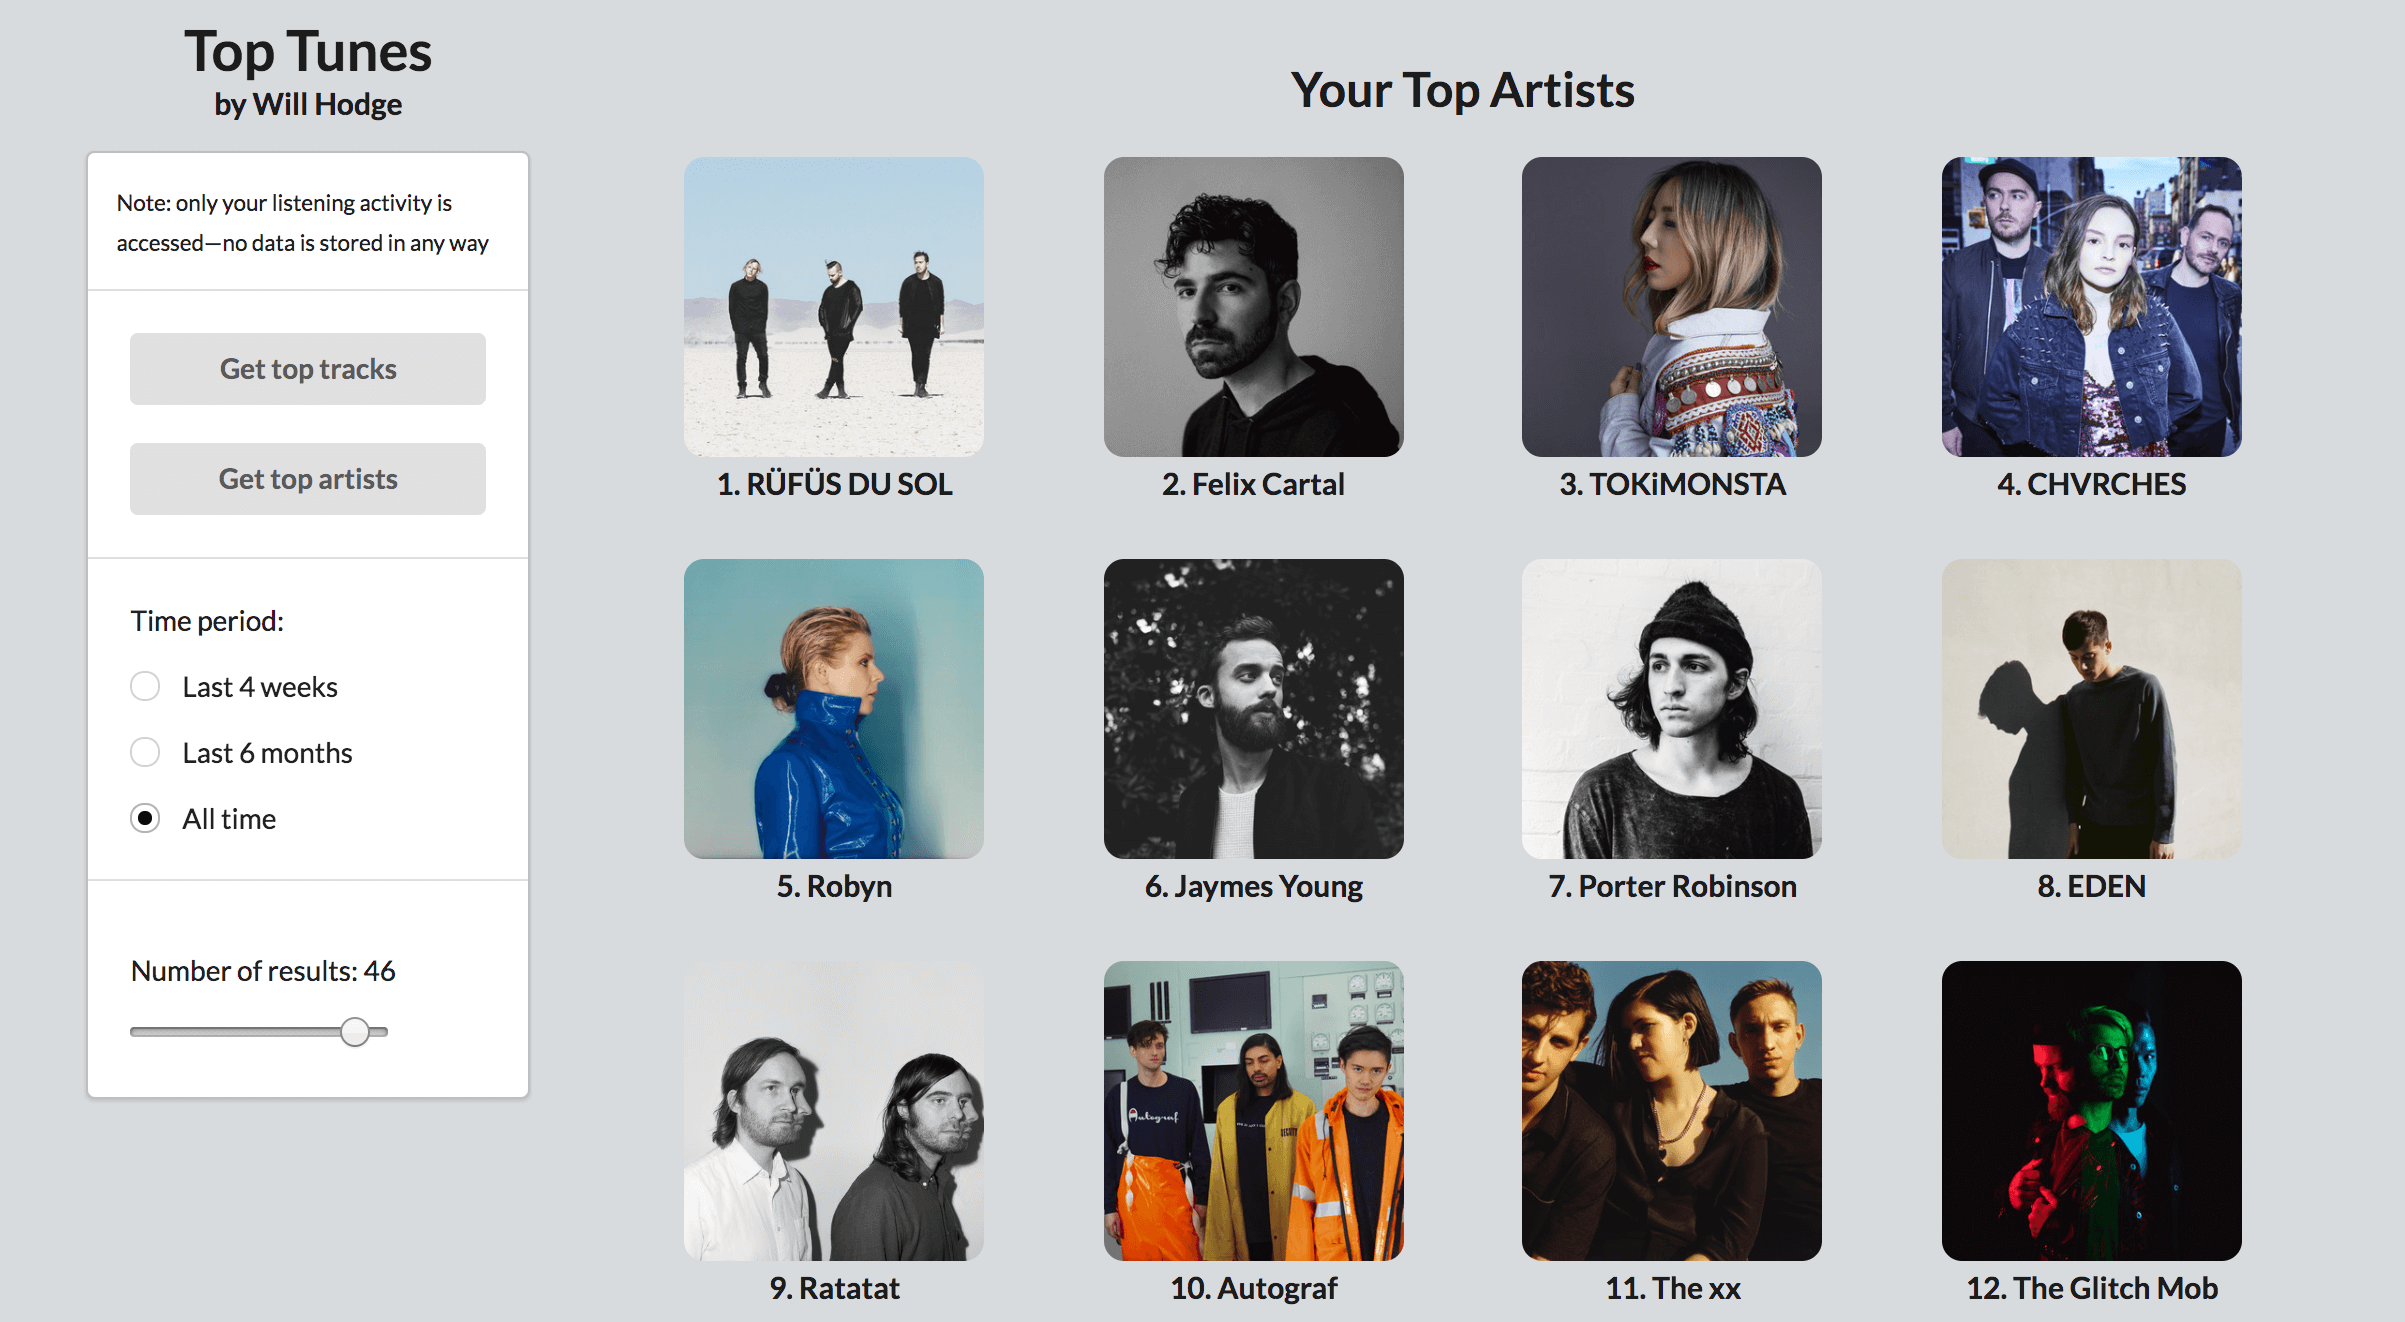 Top Tunes
by Will Hodge
Note: only your listening activity is
accessed—no data is stored in any way
Get top tracks
Get top artists
Time period:
Last 4 weeks
Last 6 months
All time
Number of results: 46
Your Top Artists
1. RÜFÜS DU SOL
2. Felix Cartal
3. TOKiMONSTA
4. CHVRCHES
5. Robyn
6. Jaymes Young
7. Porter Robinson
8. EDEN
Autograf
9. Ratatat
10. Autograf
11. The xx
12. The Glitch Mob